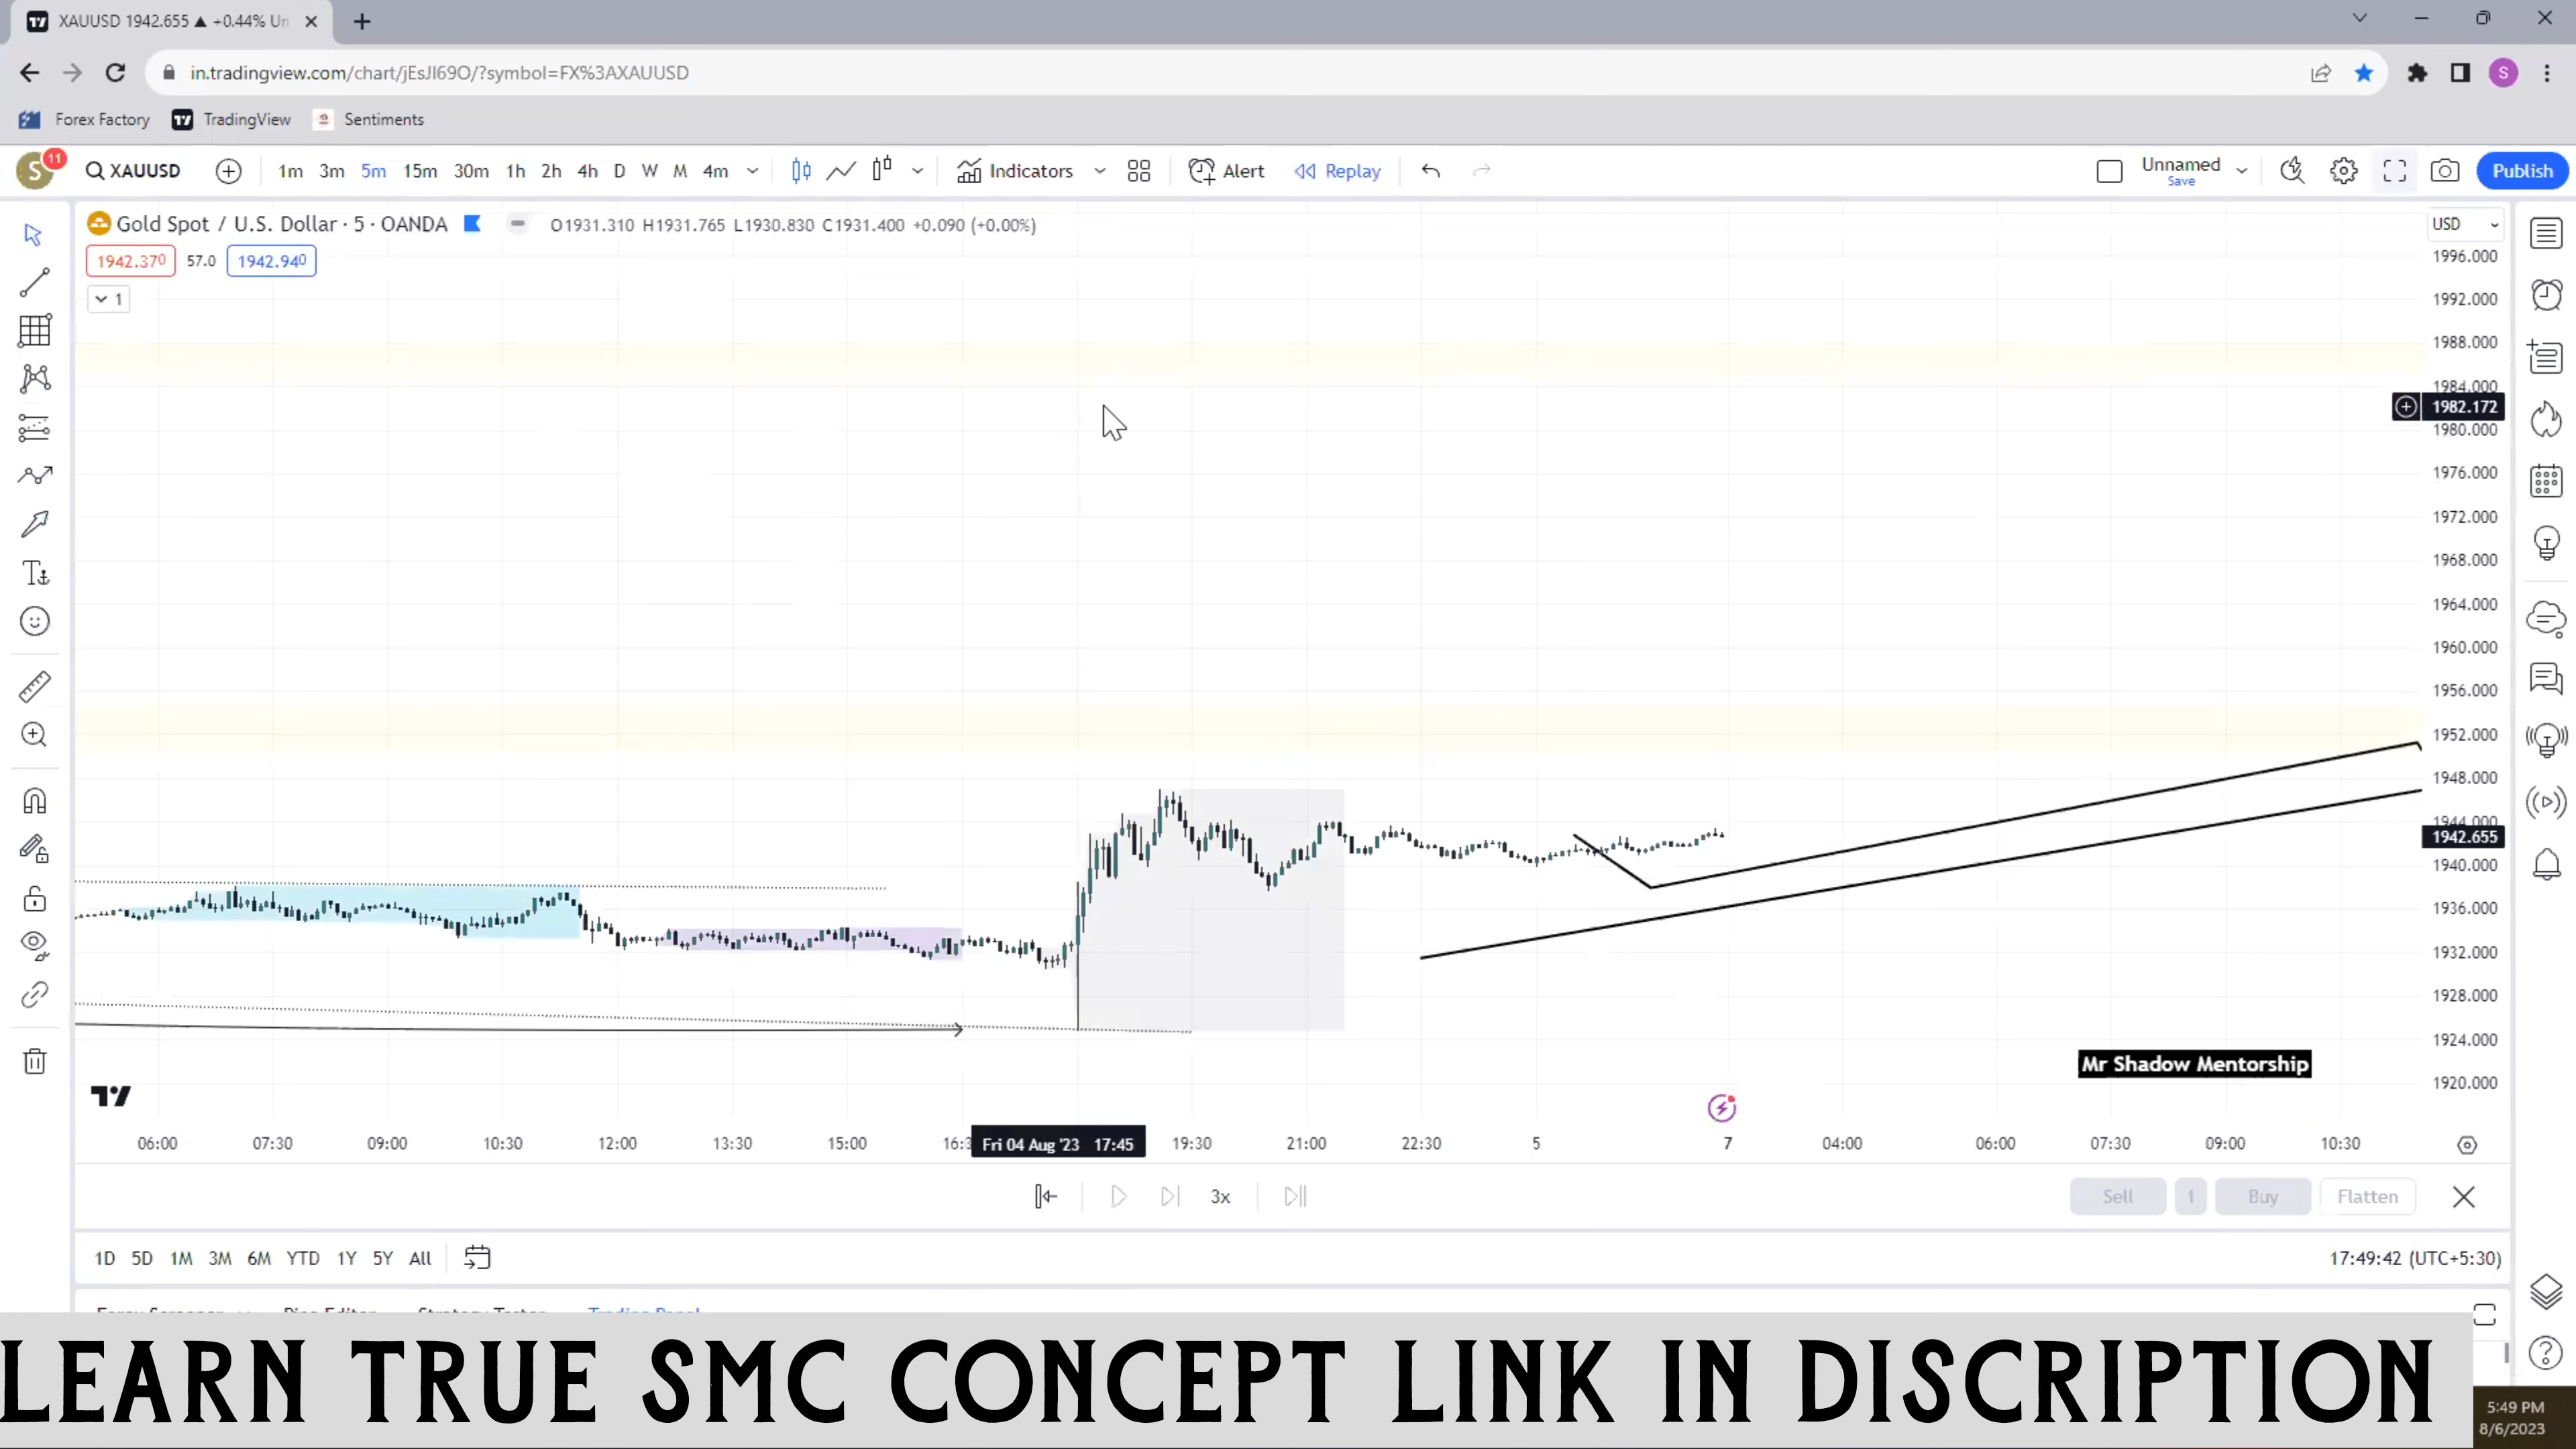 XAUUSD 1942.655 ▲ +0.44% Un
in.tradingview.com/chart/jEsJI69O/?symbol=FX%3AXAUUSD
S
Forex Factory TradingView Sentiments
S 11 XAUUSD 1m 3m 5m 15m 30m 1h 2h 4h D W M 4m Indicators Alert Replay Unnamed Save Publish
Gold Spot / U.S. Dollar · 5 · OANDA O1931.310 H1931.765 L1930.830 C1931.400 +0.090 (+0.00%)
USD
1942.370 57.0 1942.940
1
1996.000
1992.000
1988.000
1984.000
1982.172
1980.000
1976.000
1972.000
1968.000
1964.000
1960.000
1956.000
1952.000
1948.000
1944.000
1942.655
1940.000
1936.000
1932.000
1928.000
1924.000
1920.000
Mr Shadow Mentorship
06:00 07:30 09:00 10:30 12:00 13:30 15:00 16:3 Fri 04 Aug '23 17:45 19:30 21:00 22:30 5 7 04:00 06:00 07:30 09:00 10:30
3x Sell 1 Buy Flatten
1D 5D 1M 3M 6M YTD 1Y 5Y All 17:49:42 (UTC+5:30)
LEARN TRUE SMC CONCEPT LINK IN DISCRIPTION
5:49 PM
8/6/2023